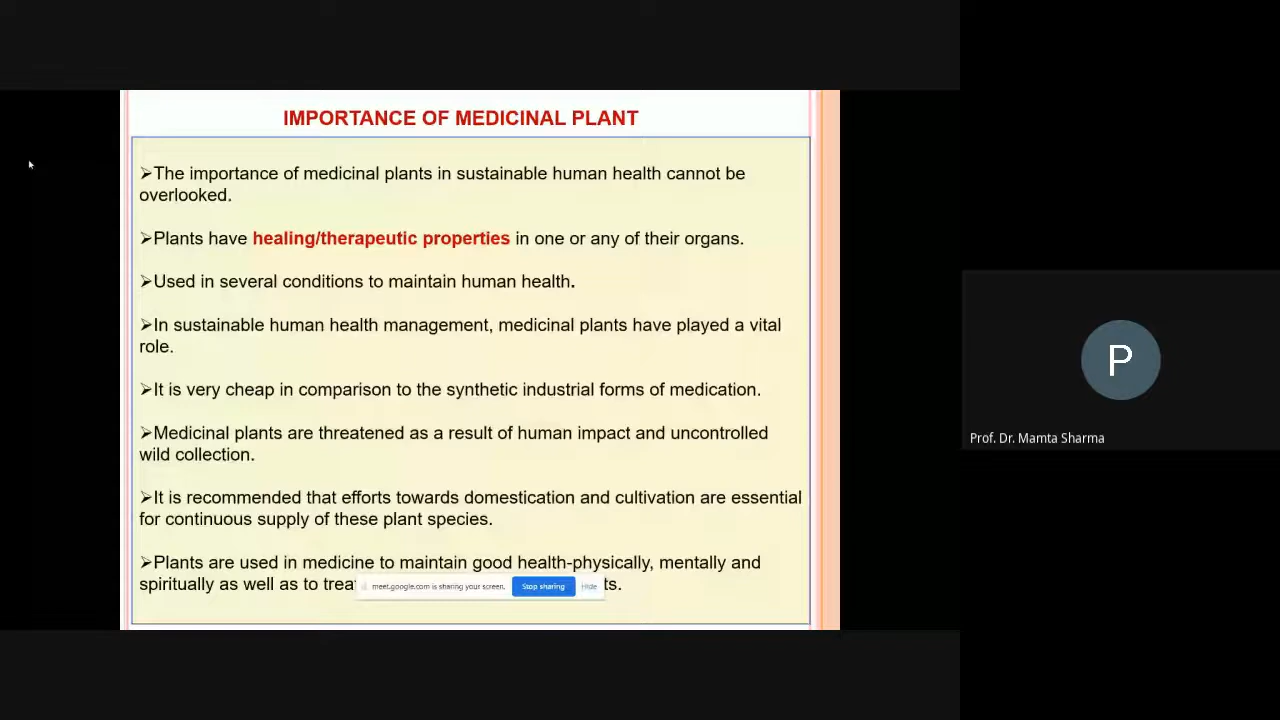 IMPORTANCE OF MEDICINAL PLANT
➢The importance of medicinal plants in sustainable human health cannot be
overlooked.
➢Plants have healing/therapeutic properties in one or any of their organs.
➢Used in several conditions to maintain human health.
➢In sustainable human health management, medicinal plants have played a vital
role.
➢It is very cheap in comparison to the synthetic industrial forms of medication.
➢Medicinal plants are threatened as a result of human impact and uncontrolled
wild collection.
➢It is recommended that efforts towards domestication and cultivation are essential
for continuous supply of these plant species.
➢Plants are used in medicine to maintain good health-physically, mentally and
spiritually as well as to
meet.google.com is sharing your screen. Stop sharing Hide
P
Prof. Dr. Mamta Sharma